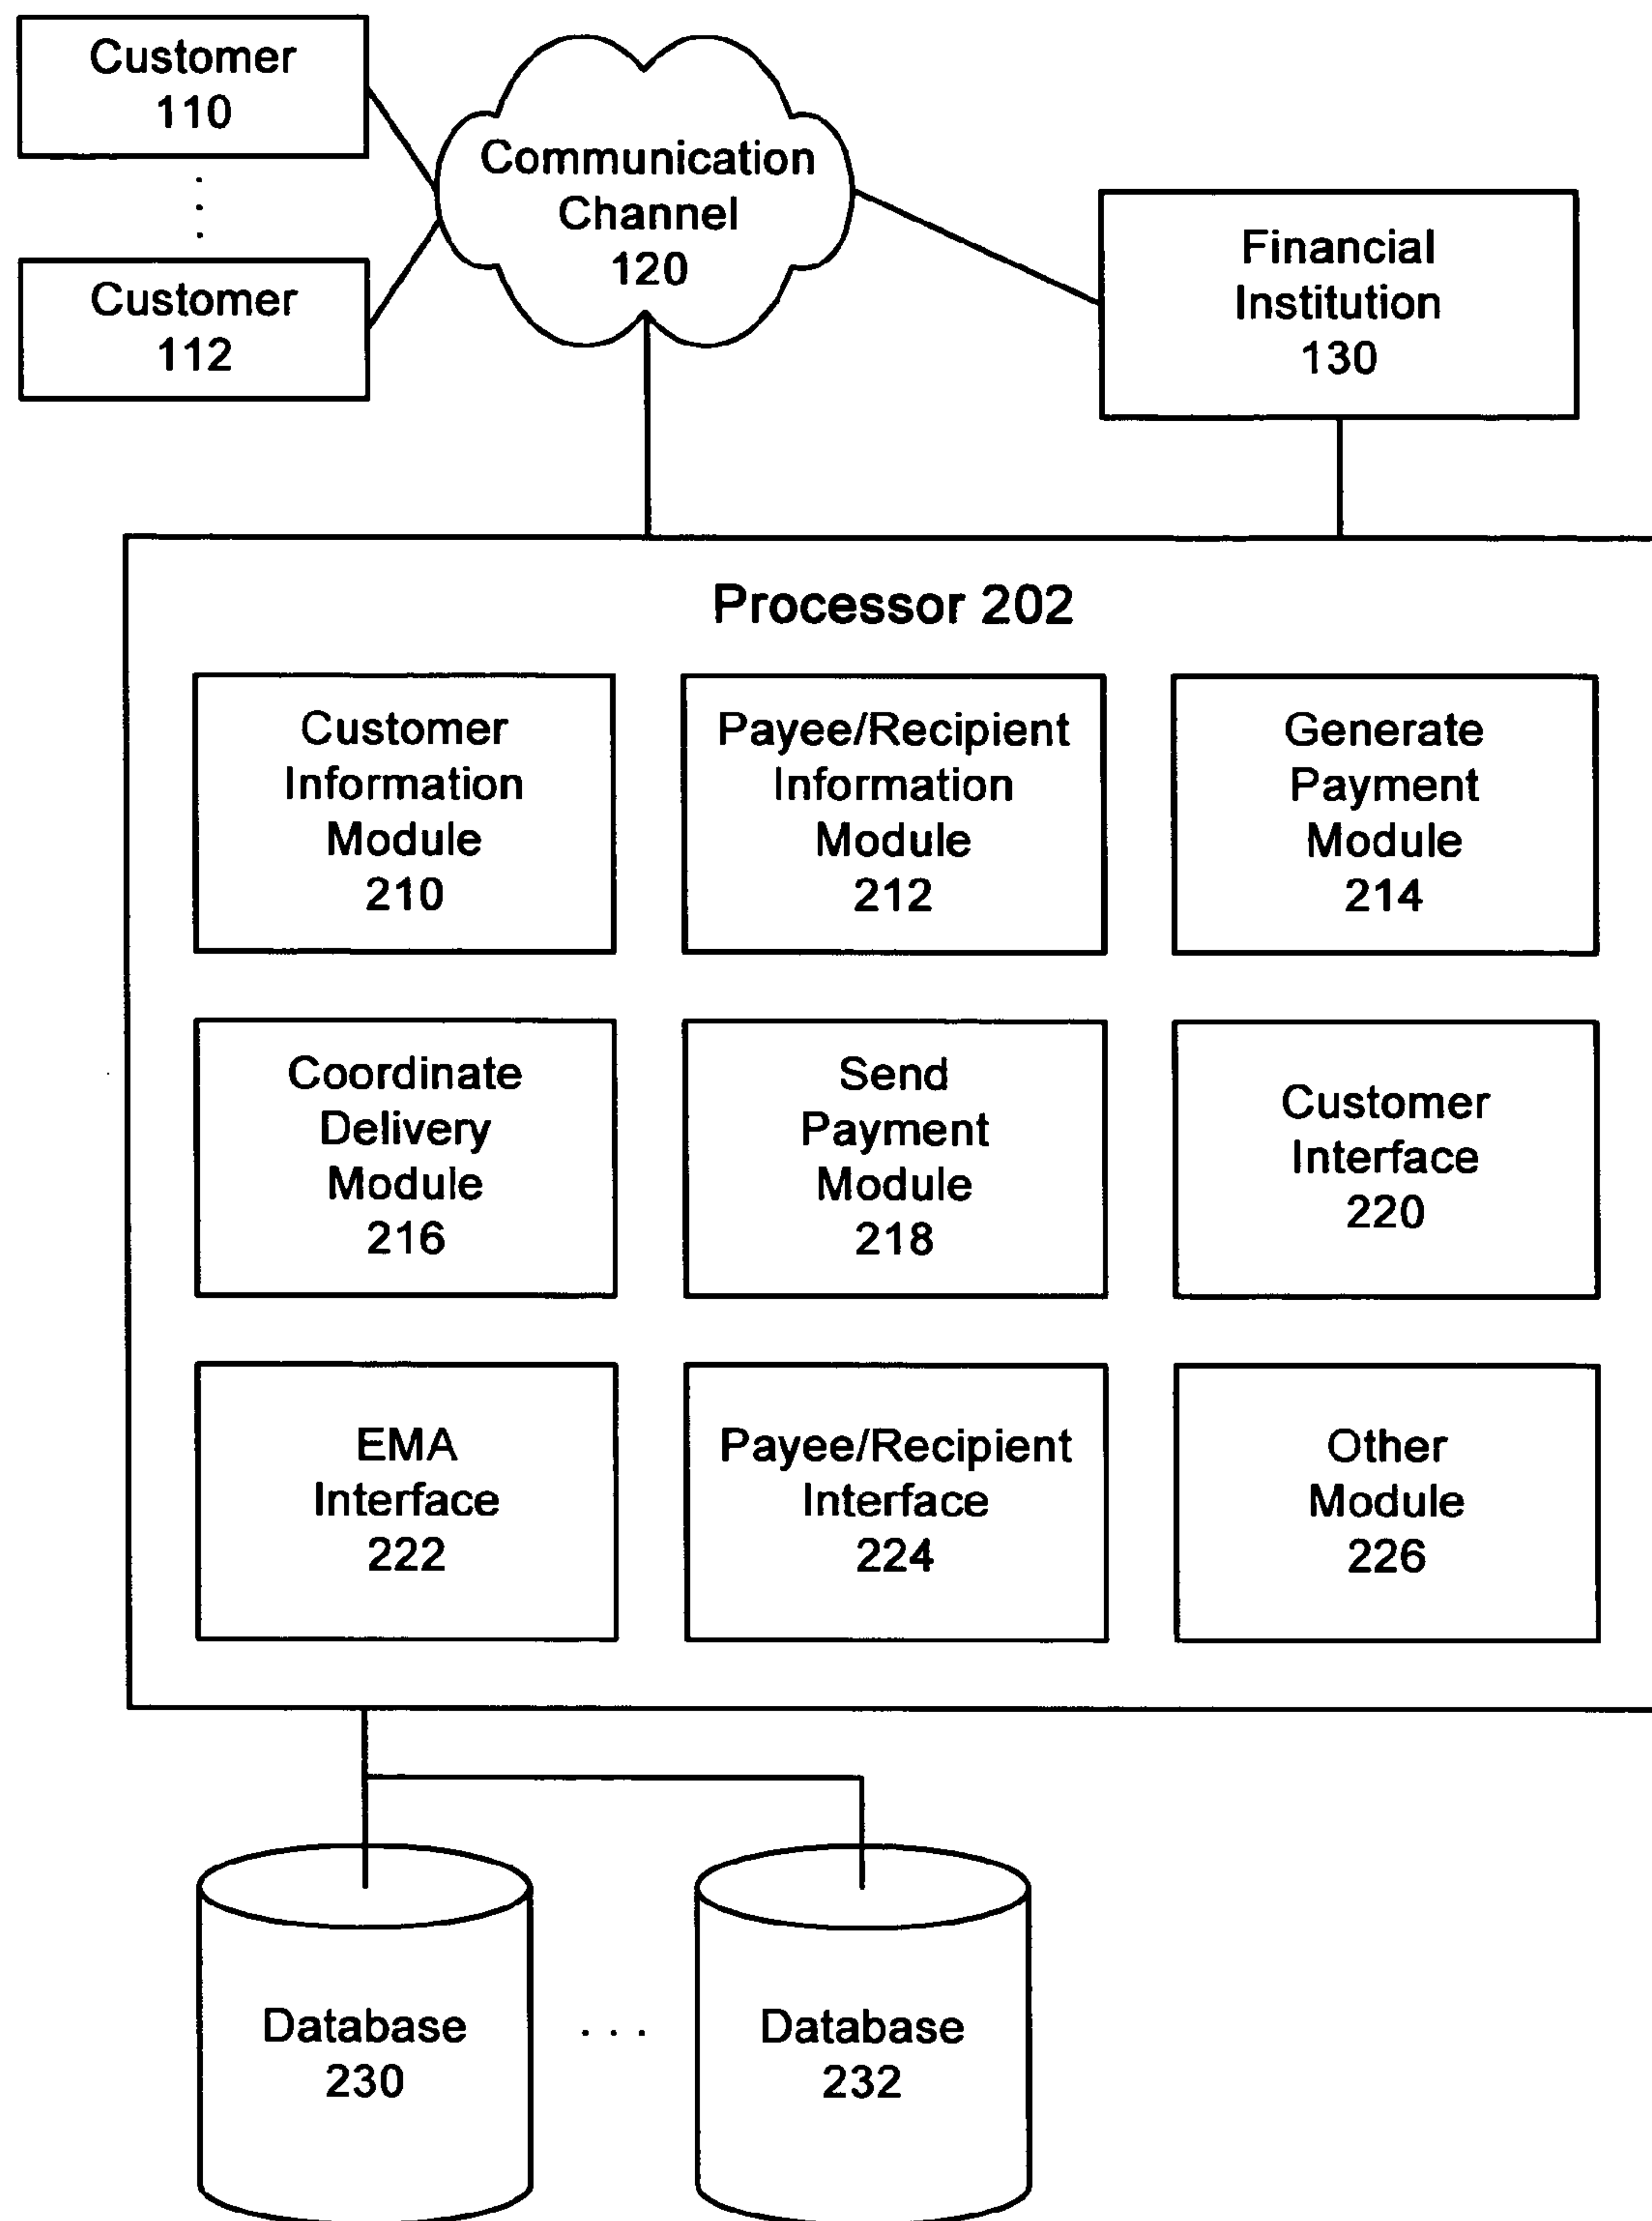 Customer
110
Customer
112
Communication
Channel
120
Financial
Institution
130
Processor 202
Customer
Information
Module
210
Payee/Recipient
Information
Module
212
Generate
Payment
Module
214
Coordinate
Delivery
Module
216
Send
Payment
Module
218
Customer
Interface
220
EMA
Interface
222
Payee/Recipient
Interface
224
Other
Module
226
Database
230
. . .
Database
232